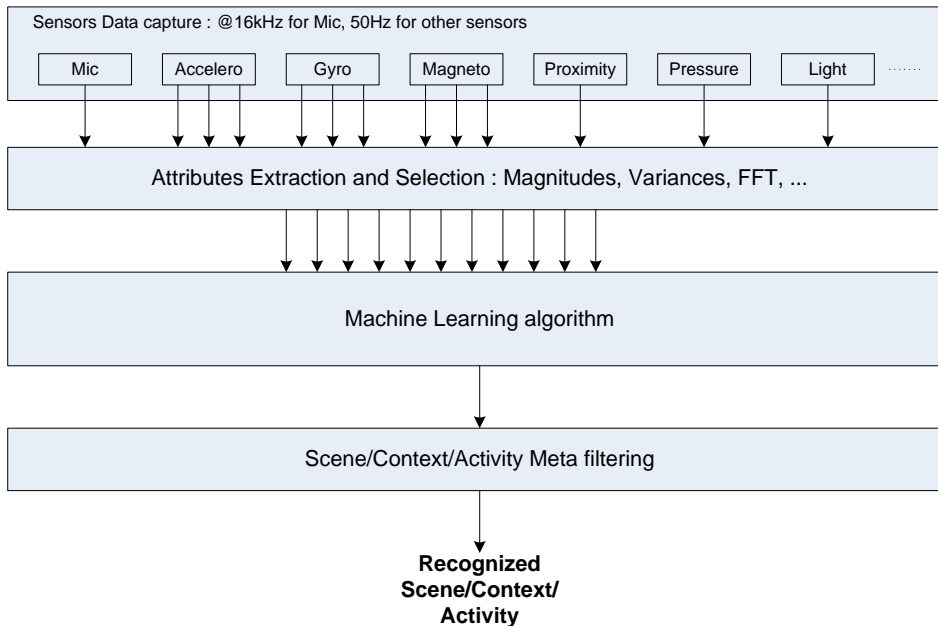 Sensors Data capture : @16kHz for Mic, 50Hz for other sensors
Mic Accelero Gyro Magneto Proximity Pressure Light .......
Attributes Extraction and Selection : Magnitudes, Variances, FFT, ...
Machine Learning algorithm
Scene/Context/Activity Meta filtering
Recognized
Scene/Context/
Activity